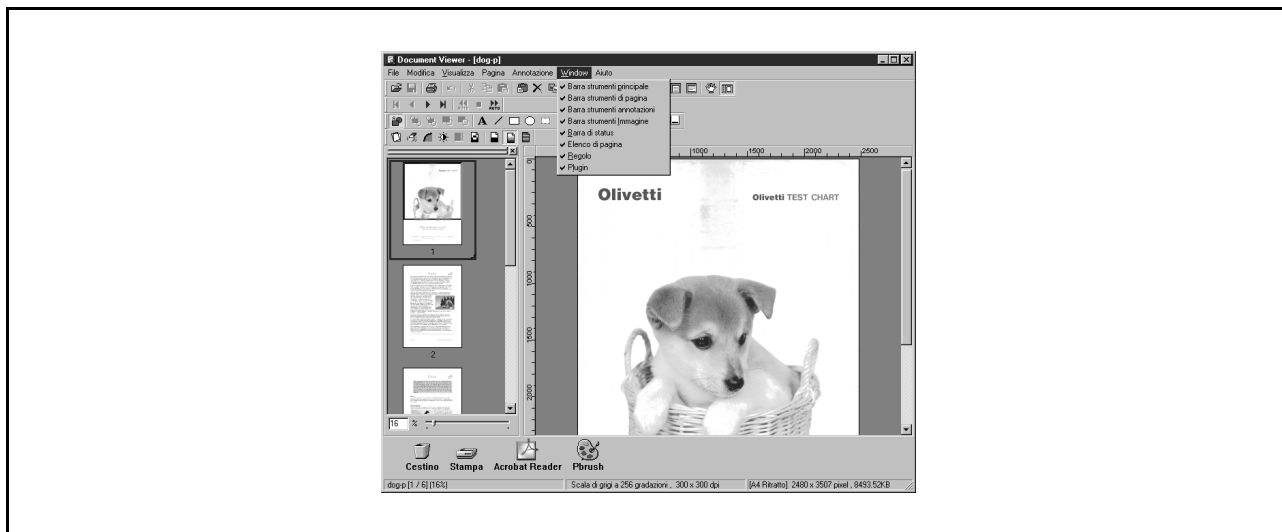 Document Viewer - [dog-p]
File Modifica Visualizza Pagina Annotazione Window Aiuto
Barra strumenti principale
Barra strumenti di pagina
Barra strumenti annotazioni
Barra strumenti Immagine
Barra di status
Elenco di pagina
Regolo
Plugin
AUTO
A
1000 1500 2000 2500
0
500
1000
1500
2000
Olivetti
Olivetti TEST CHART
1
2
16 %
Cestino Stampa Acrobat Reader Pbrush
dog-p [1 / 6] (16%) Scala di grigi a 256 gradazioni , 300 x 300 dpi [A4 Ritratto] 2480 x 3507 pixel , 8493.52KB